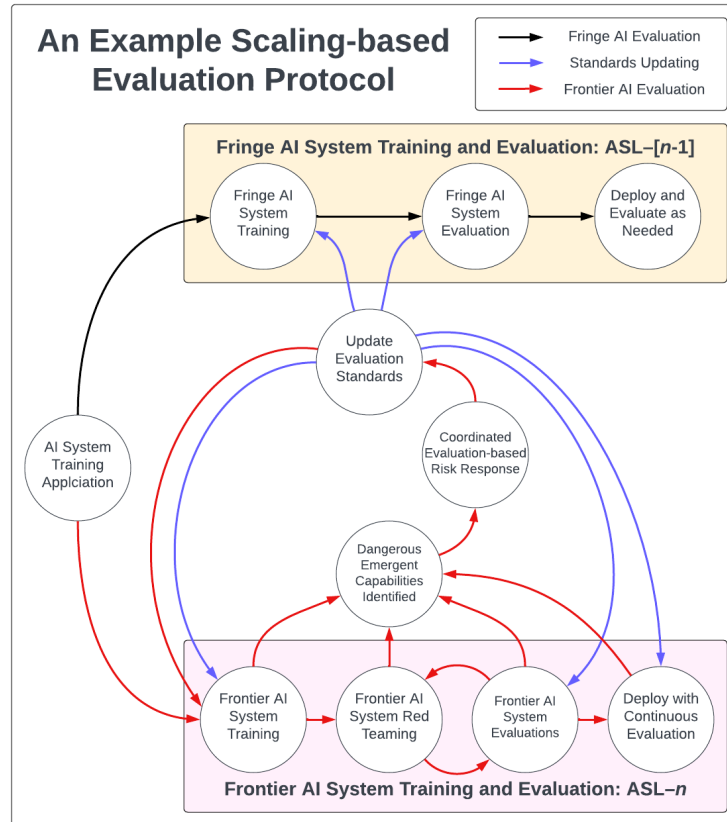 An Example Scaling-based
Evaluation Protocol
Fringe AI Evaluation
Standards Updating
Frontier AI Evaluation
Fringe AI System Training and Evaluation: ASL–[n-1]
Fringe AI
System
Training
Fringe AI
System
Evaluation
Deploy and
Evaluate as
Needed
Update
Evaluation
Standards
AI System
Training
Applciation
Coordinated
Evaluation-based
Risk Response
Dangerous
Emergent
Capabilities
Identified
Frontier AI
System
Training
Frontier AI
System Red
Teaming
Frontier AI
System
Evaluations
Deploy with
Continuous
Evaluation
Frontier AI System Training and Evaluation: ASL–n